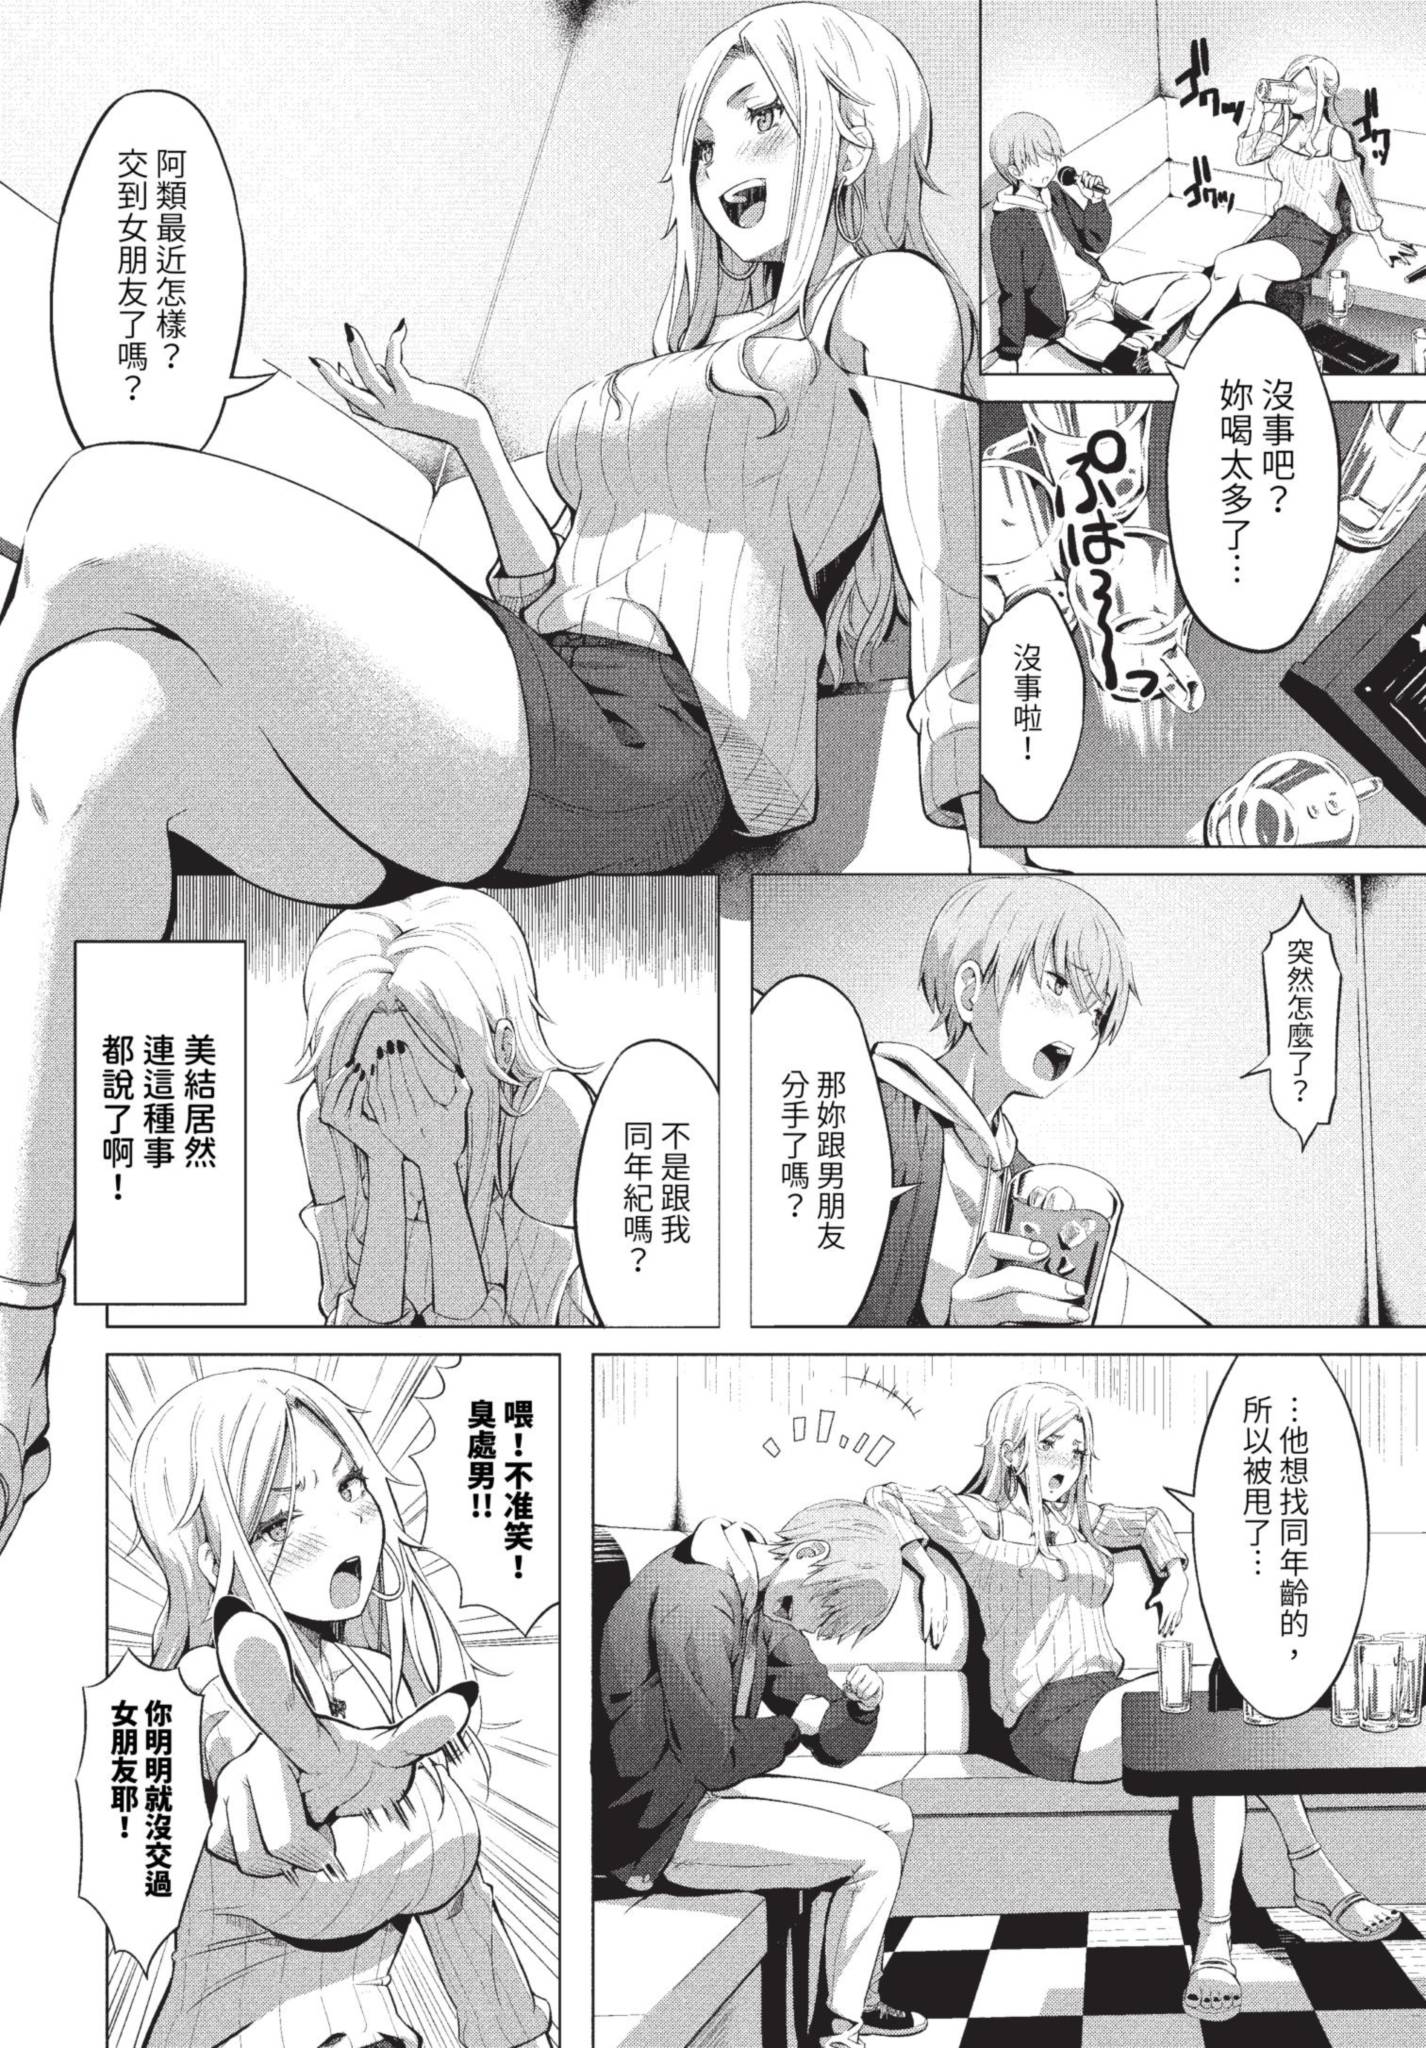 ゴクッ
ゴクッ
ゴクッ
沒事吧？
妳喝太多了…
ぷは～～っ
沒事啦！
阿類最近怎樣？
交到女朋友了嗎？
突然怎麼了？
那妳跟男朋友
分手了嗎？
不是跟我
同年紀嗎？
美結居然
連這種事
都說了啊！
…他想找同年齡的，
所以被甩了…
喂！不准笑！
臭處男!!
你明明就沒交過
女朋友耶！